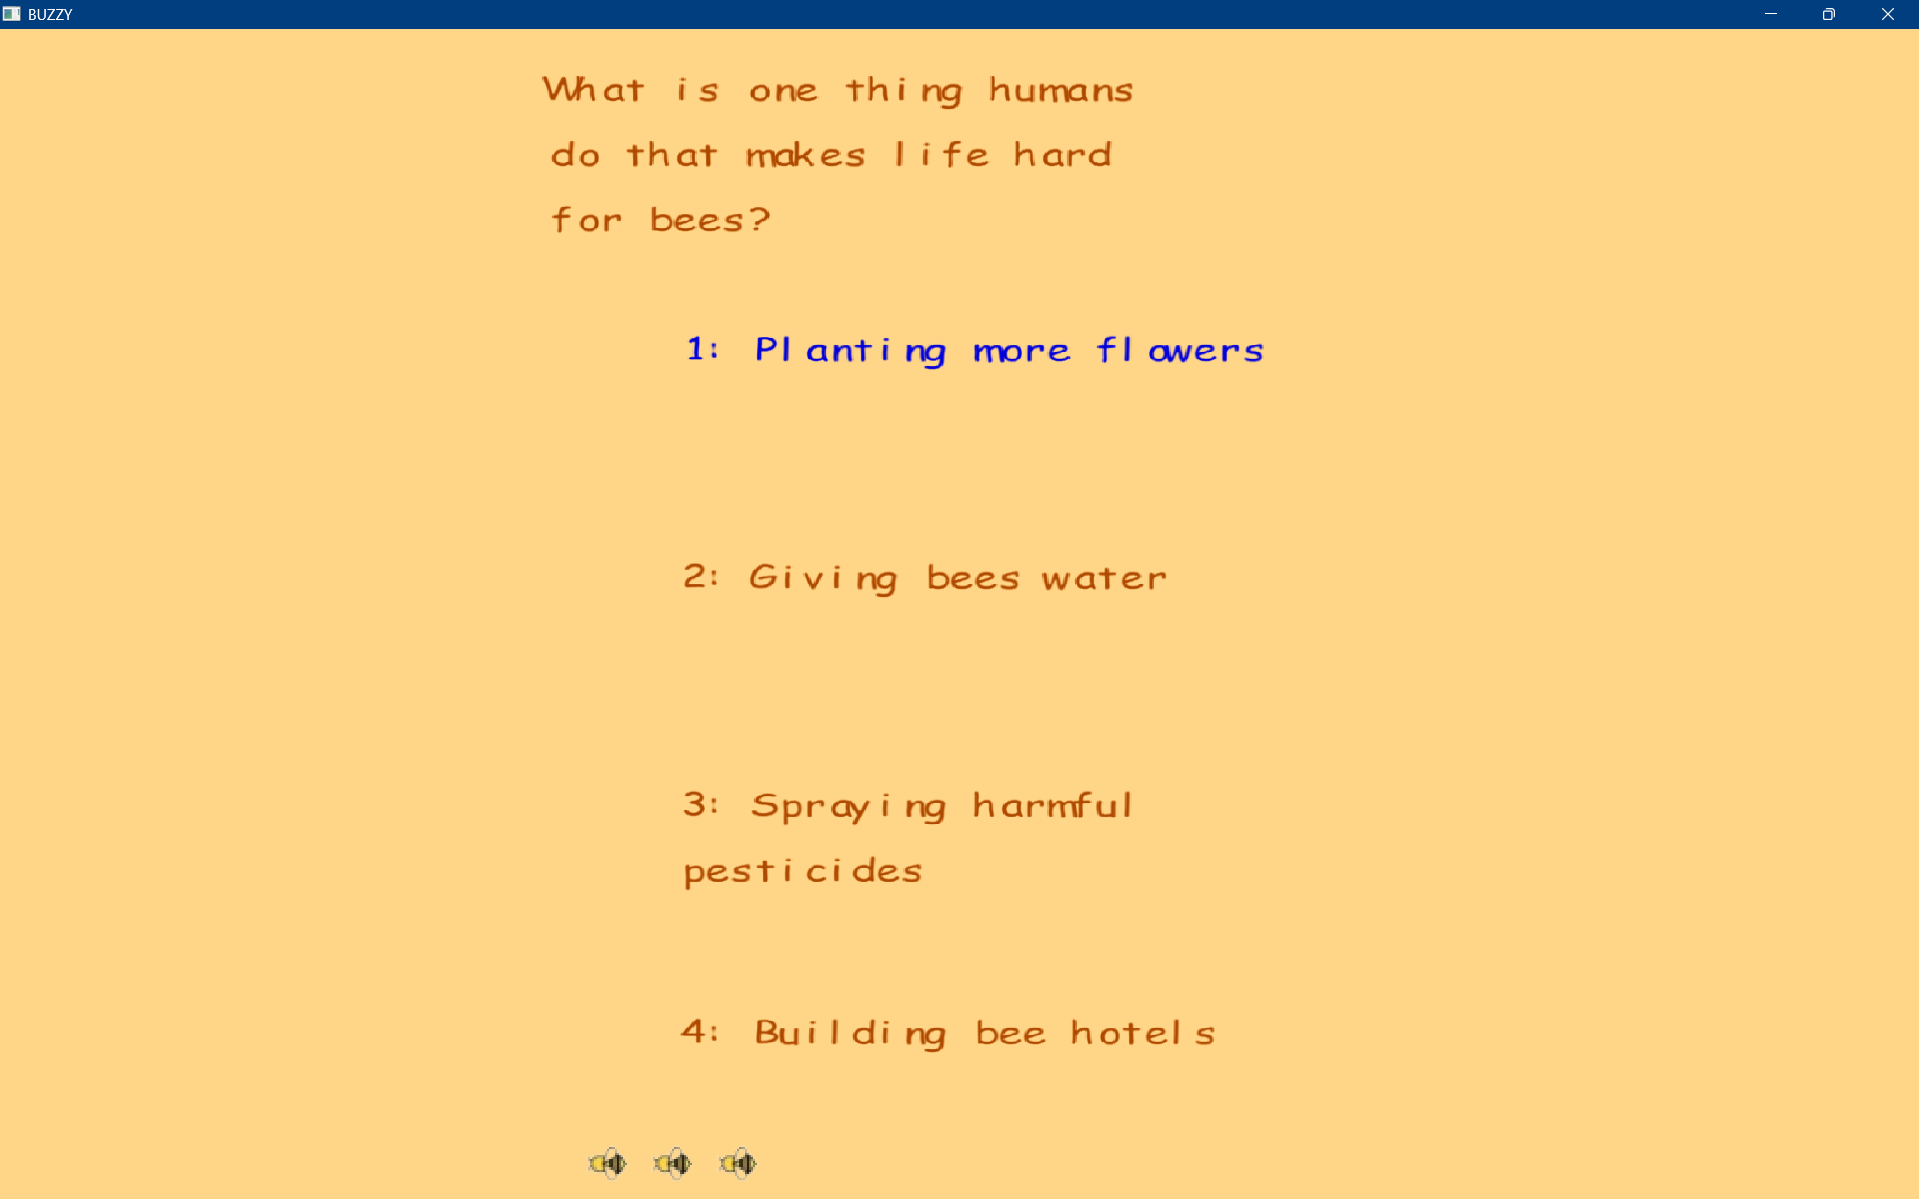 BUZZY
What is one thing humans
do that makes life hard
for bees?
1: Planting more flowers
2: Giving bees water
3: Spraying harmful
pesticides
4: Building bee hotels